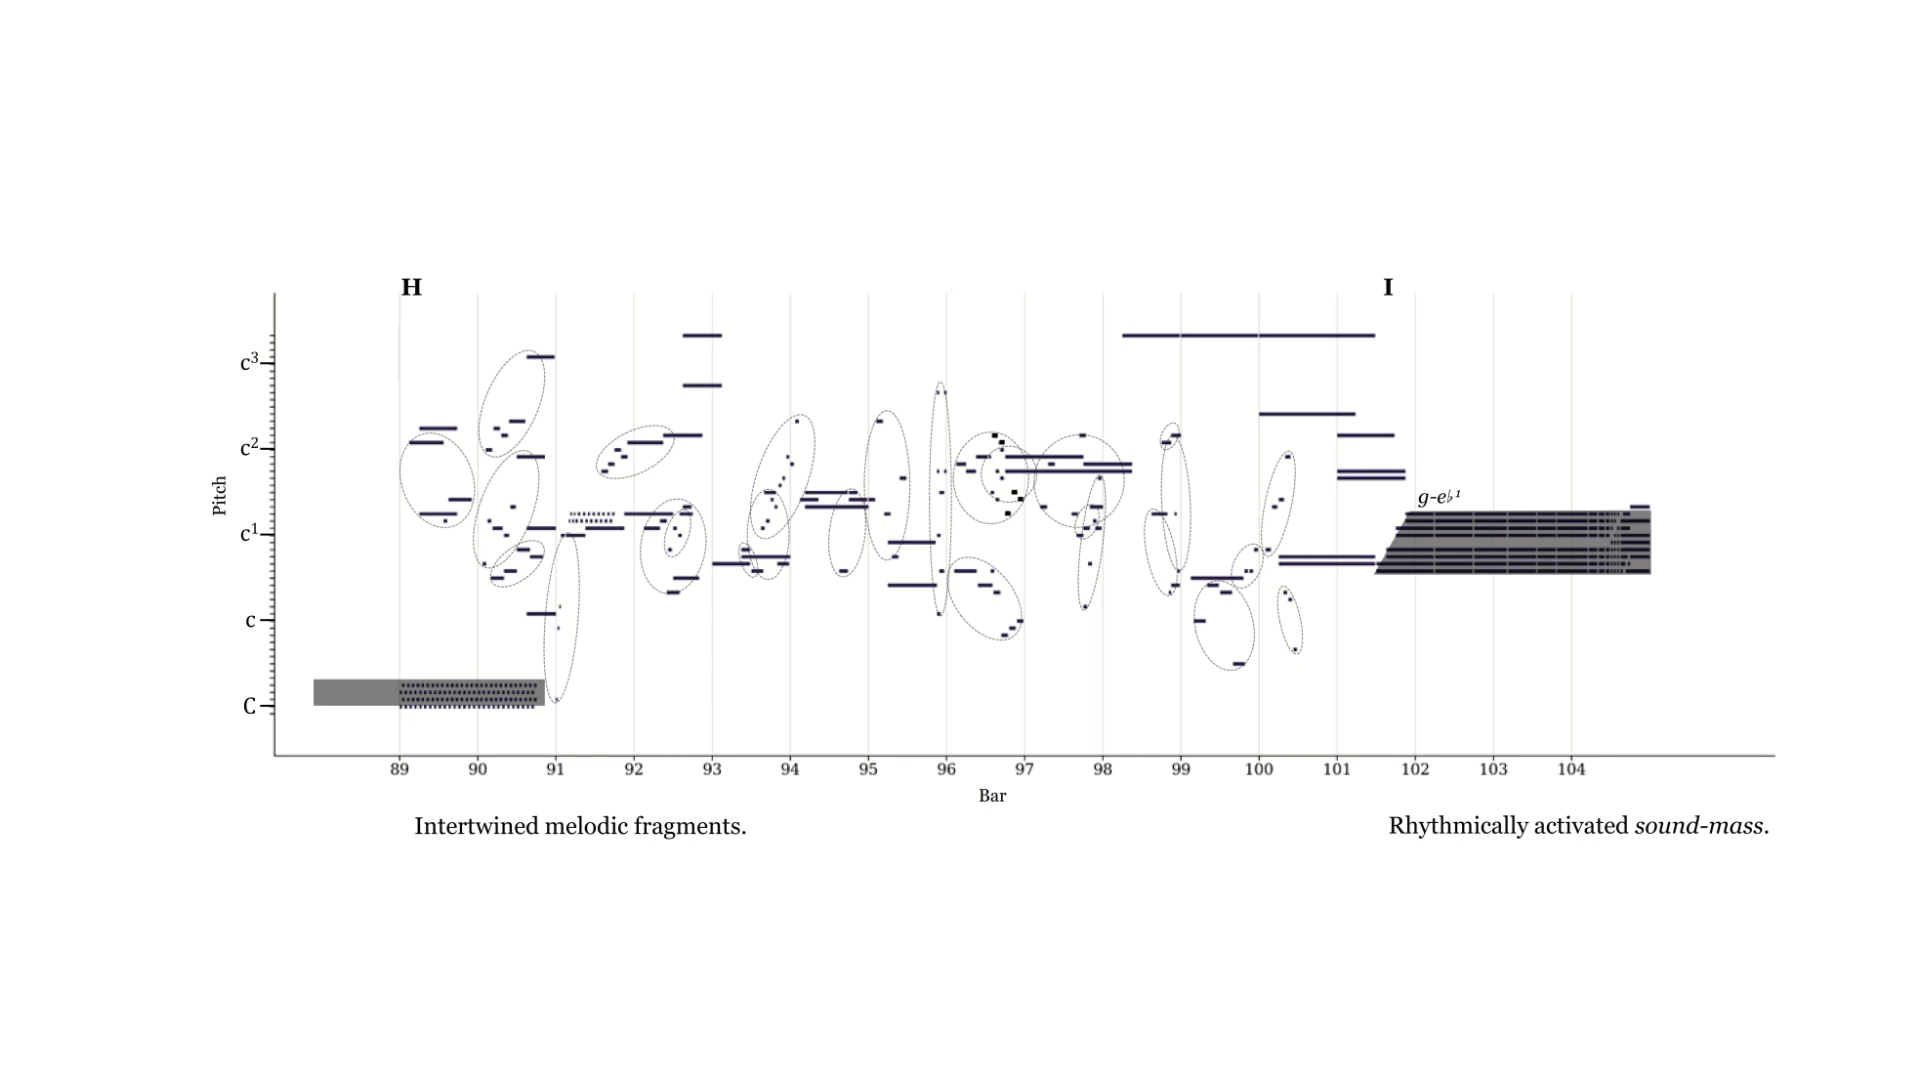 H I
c³
c²
Pitch
g-e♭¹
c¹
c
C
89 90 91 92 93 94 95 96 97 98 99 100 101 102 103 104
Bar
Intertwined melodic fragments. Rhythmically activated sound-mass.